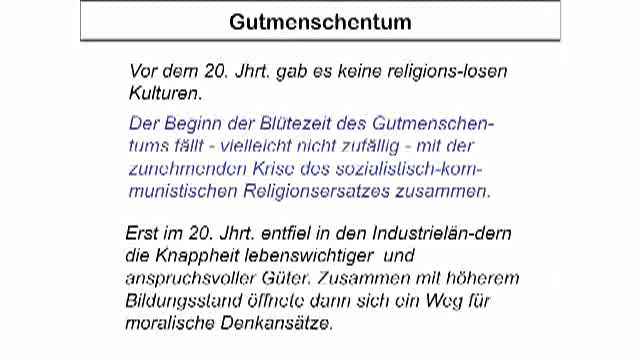 Gutmenschentum
Vor dem 20. Jhrt. gab es keine religions-losen
Kulturen.
Der Beginn der Blütezeit des Gutmenschen-
tums fällt - vielleicht nicht zufällig - mit der
zunehmenden Krise des sozialistisch-kom-
munistischen Religionsersatzes zusammen.
Erst im 20. Jhrt. entfiel in den Industrielän-dern
die Knappheit lebenswichtiger und
anspruchsvoller Güter. Zusammen mit höherem
Bildungsstand öffnete dann sich ein Weg für
moralische Denkansätze.